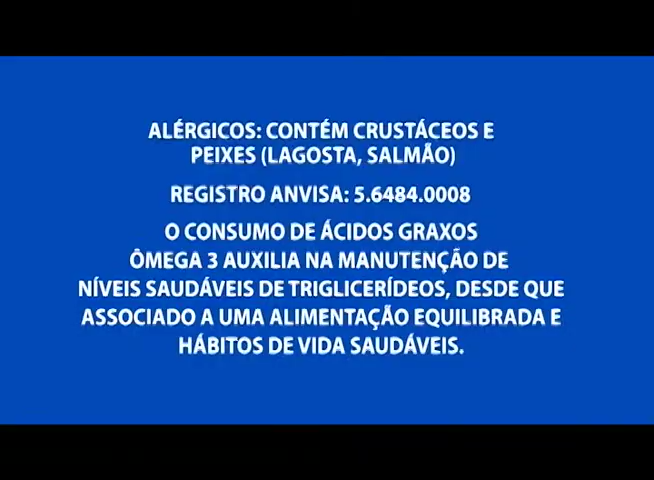 ALÉRGICOS: CONTÉM CRUSTÁCEOS E
PEIXES (LAGOSTA, SALMÃO)
REGISTRO ANVISA: 5.6484.0008
O CONSUMO DE ÁCIDOS GRAXOS
ÔMEGA 3 AUXILIA NA MANUTENÇÃO DE
NÍVEIS SAUDÁVEIS DE TRIGLICERÍDEOS, DESDE QUE
ASSOCIADO A UMA ALIMENTAÇÃO EQUILIBRADA E
HÁBITOS DE VIDA SAUDÁVEIS.